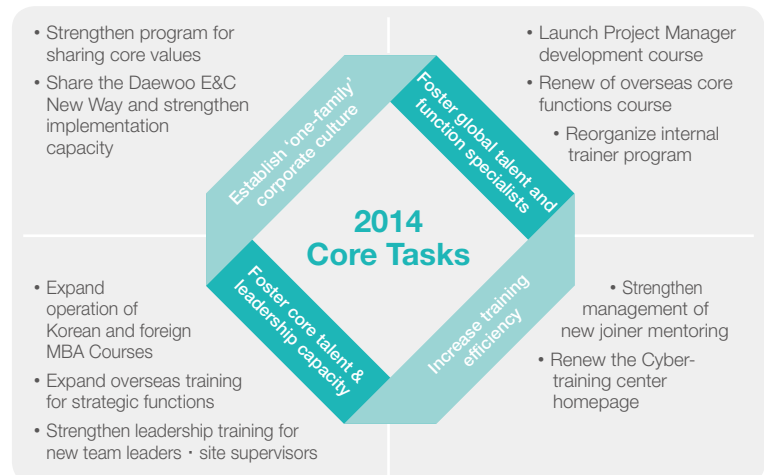 • Strengthen program for
sharing core values
• Share the Daewoo E&C
New Way and strengthen
implementation
capacity
Establish ‘one-family’
corporate culture
Foster global talent and
function specialists
• Launch Project Manager
development course
• Renew of overseas core
functions course
• Reorganize internal
trainer program
2014
Core Tasks
• Expand
operation of
Korean and foreign
MBA Courses
• Expand overseas training
for strategic functions
• Strengthen leadership training for
new team leaders · site supervisors
Foster core talent &
leadership capacity
Increase training
efficiency
• Strengthen
management of
new joiner mentoring
• Renew the Cyber-
training center
homepage